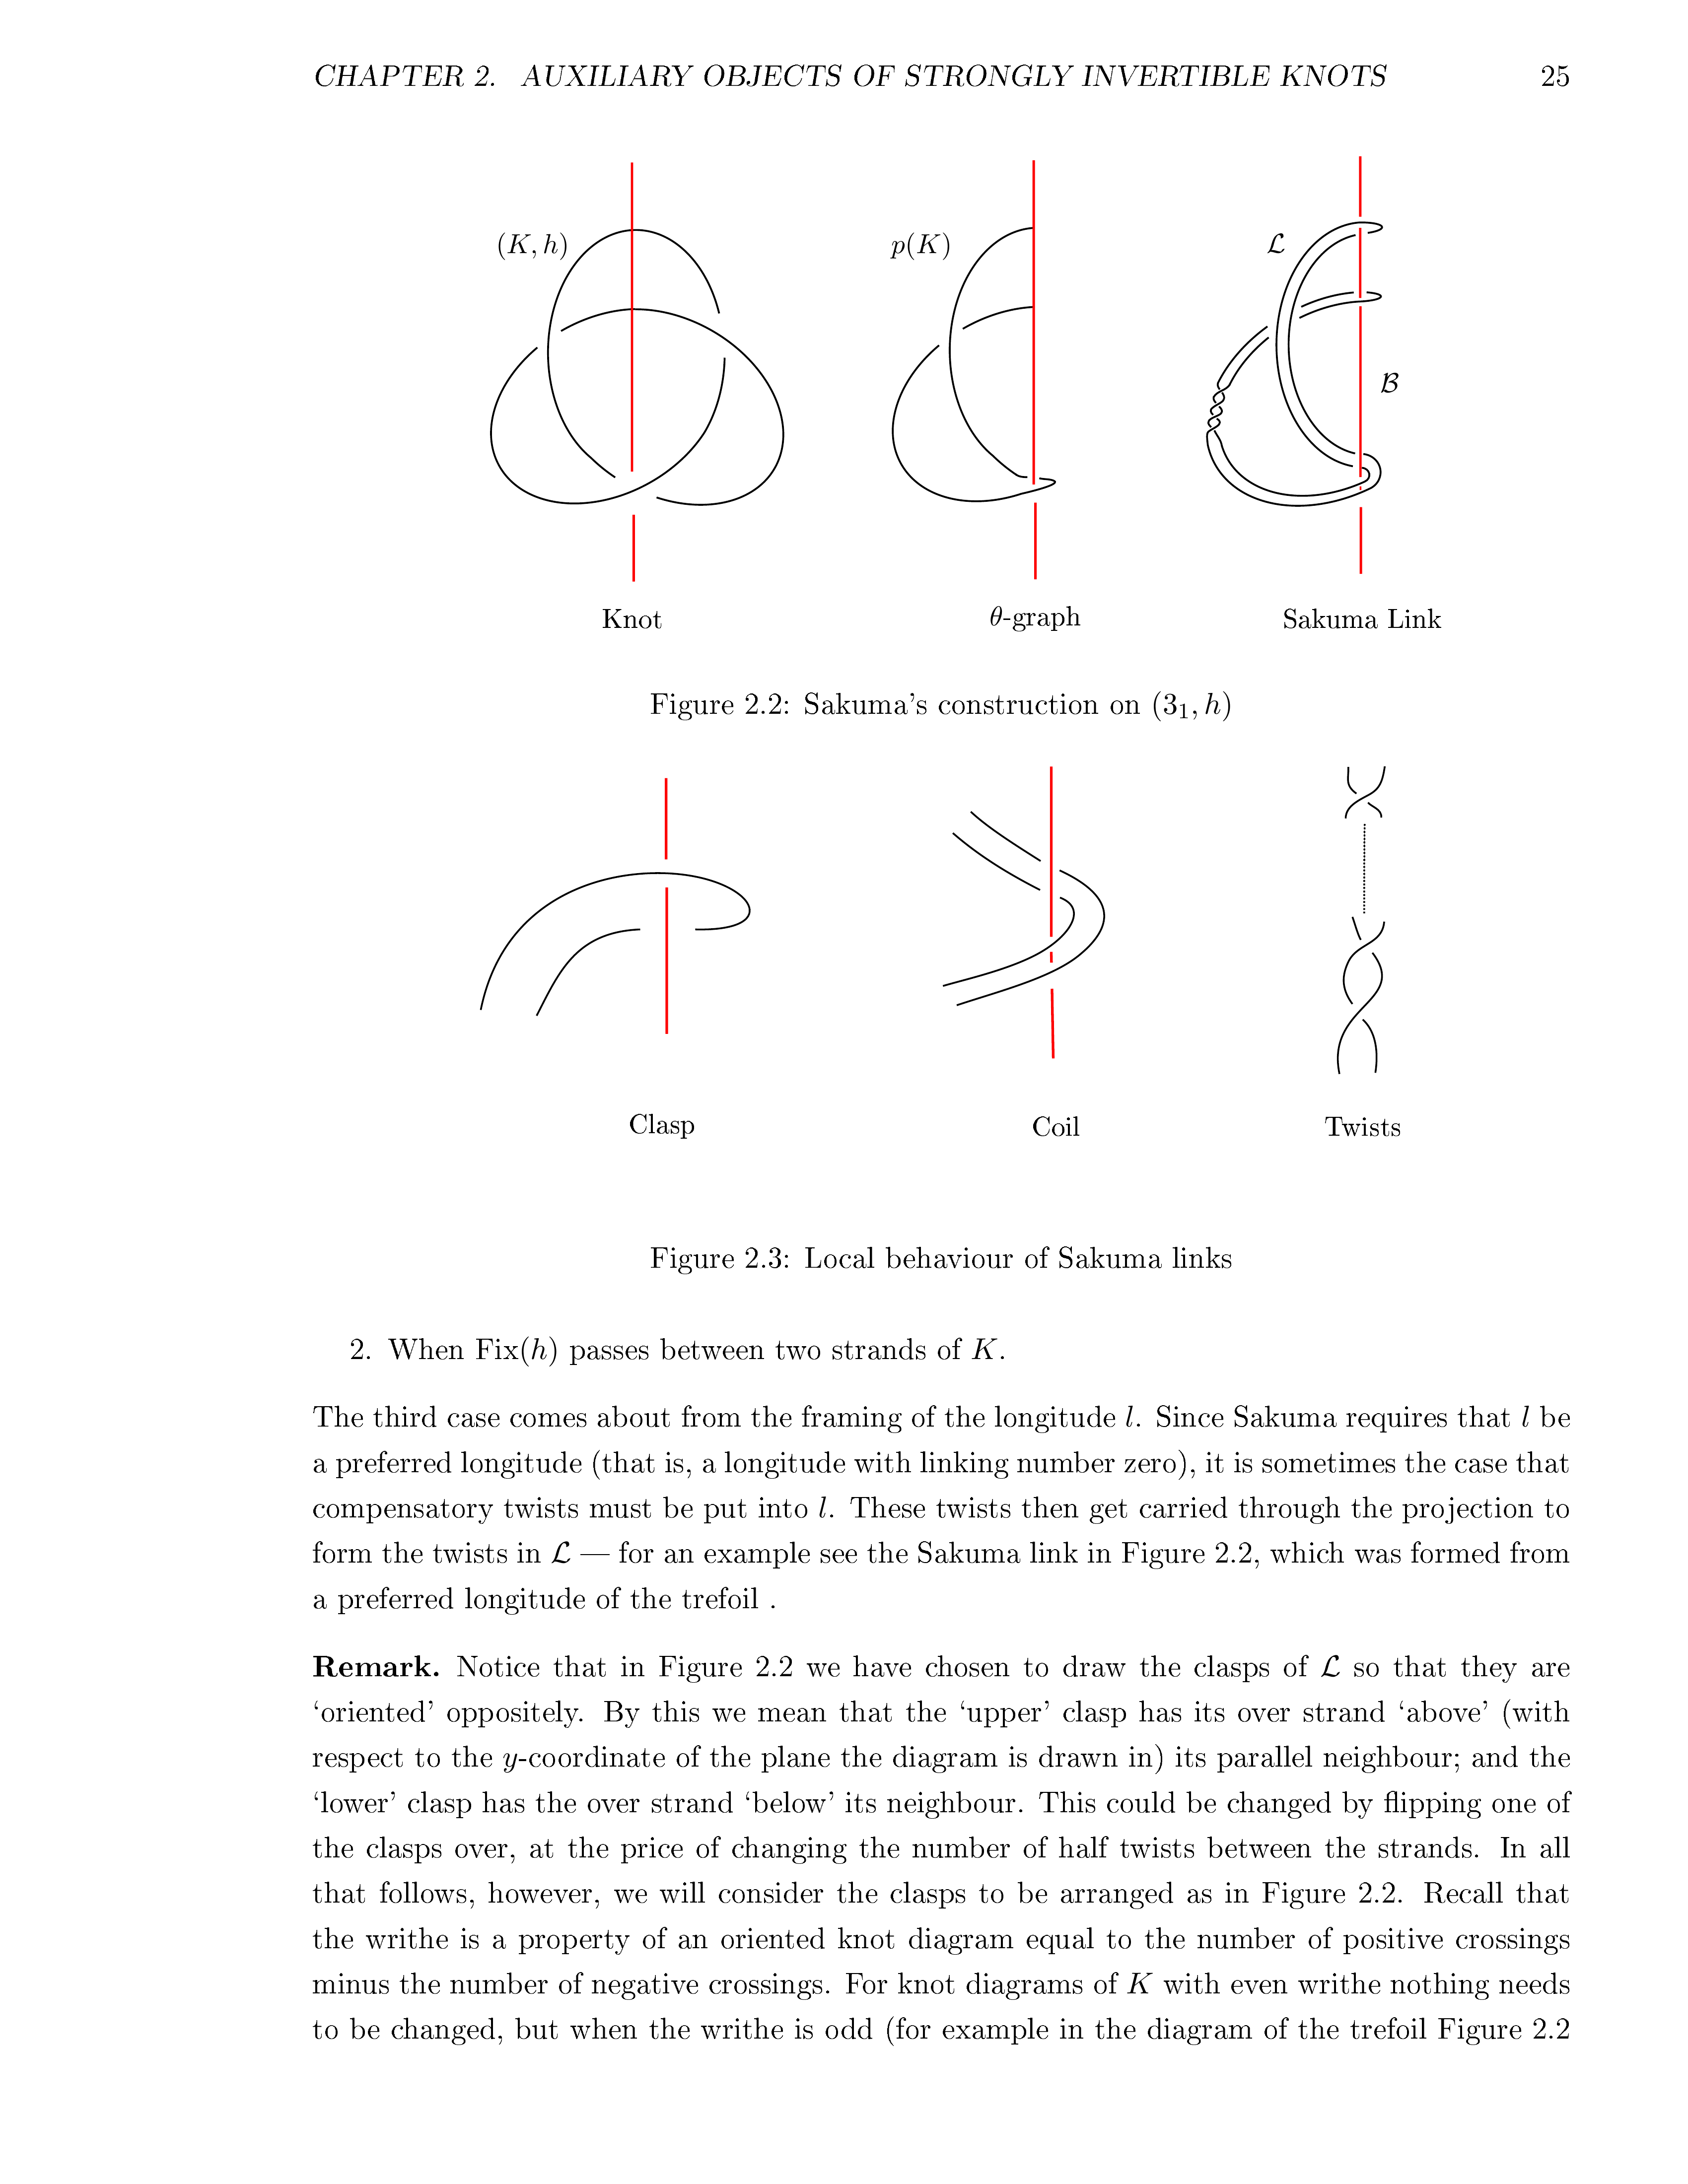 CHAPTER 2. AUXILIARY OBJECTS OF STRONGLY INVERTIBLE KNOTS 25
(K, h)
p(K)
ℒ
ℬ
Knot
θ-graph
Sakuma Link
Figure 2.2: Sakuma's construction on (3₁, h)
Clasp
Coil
Twists
Figure 2.3: Local behaviour of Sakuma links
2. When Fix(h) passes between two strands of K.
The third case comes about from the framing of the longitude l. Since Sakuma requires that l be
a preferred longitude (that is, a longitude with linking number zero), it is sometimes the case that
compensatory twists must be put into l. These twists then get carried through the projection to
form the twists in ℒ — for an example see the Sakuma link in Figure 2.2, which was formed from
a preferred longitude of the trefoil .
Remark. Notice that in Figure 2.2 we have chosen to draw the clasps of ℒ so that they are
‘oriented’ oppositely. By this we mean that the ‘upper’ clasp has its over strand ‘above’ (with
respect to the y-coordinate of the plane the diagram is drawn in) its parallel neighbour; and the
‘lower’ clasp has the over strand ‘below’ its neighbour. This could be changed by flipping one of
the clasps over, at the price of changing the number of half twists between the strands. In all
that follows, however, we will consider the clasps to be arranged as in Figure 2.2. Recall that
the writhe is a property of an oriented knot diagram equal to the number of positive crossings
minus the number of negative crossings. For knot diagrams of K with even writhe nothing needs
to be changed, but when the writhe is odd (for example in the diagram of the trefoil Figure 2.2